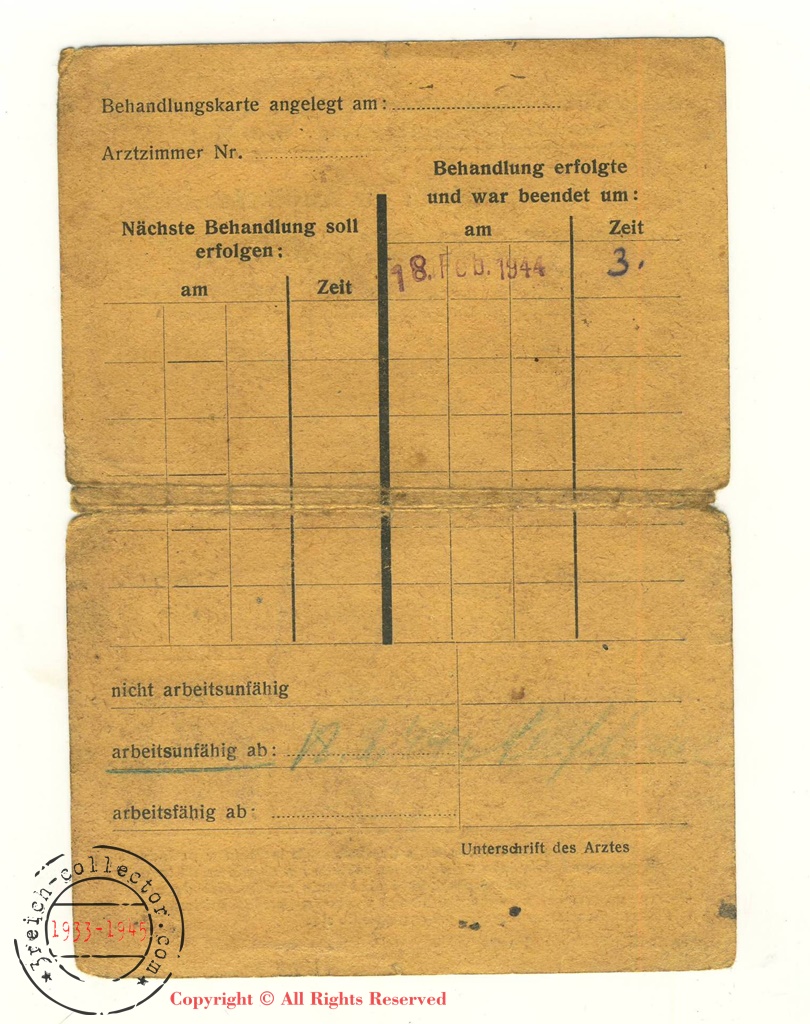 Behandlungskarte angelegt am:
Arztzimmer Nr.
Nächste Behandlung soll
erfolgen:
am Zeit
Behandlung erfolgte
und war beendet um:
am Zeit
18. Feb. 1944 3.
nicht arbeitsunfähig
arbeitsunfähig ab:
arbeitsfähig ab:
Unterschrift des Arztes
3reich-collector.com
1933-1945
Copyright © All Rights Reserved